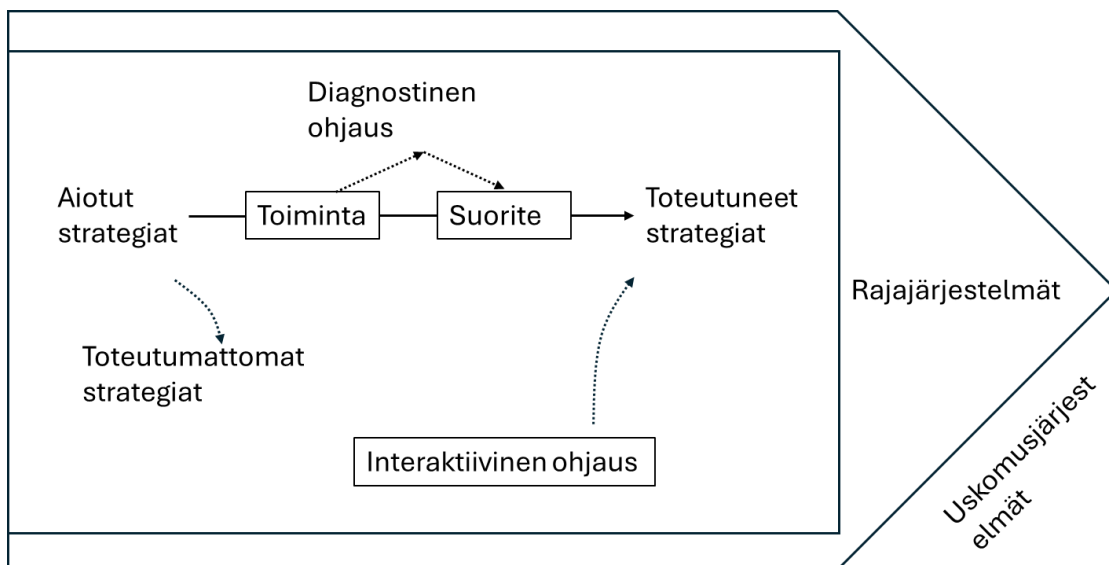 Diagnostinen
ohjaus
Aiotut
strategiat
Toiminta
Suorite
Toteutuneet
strategiat
Rajajärjestelmät
Toteutumattomat
strategiat
Interaktiivinen ohjaus
Uskomusjärjest
elmät